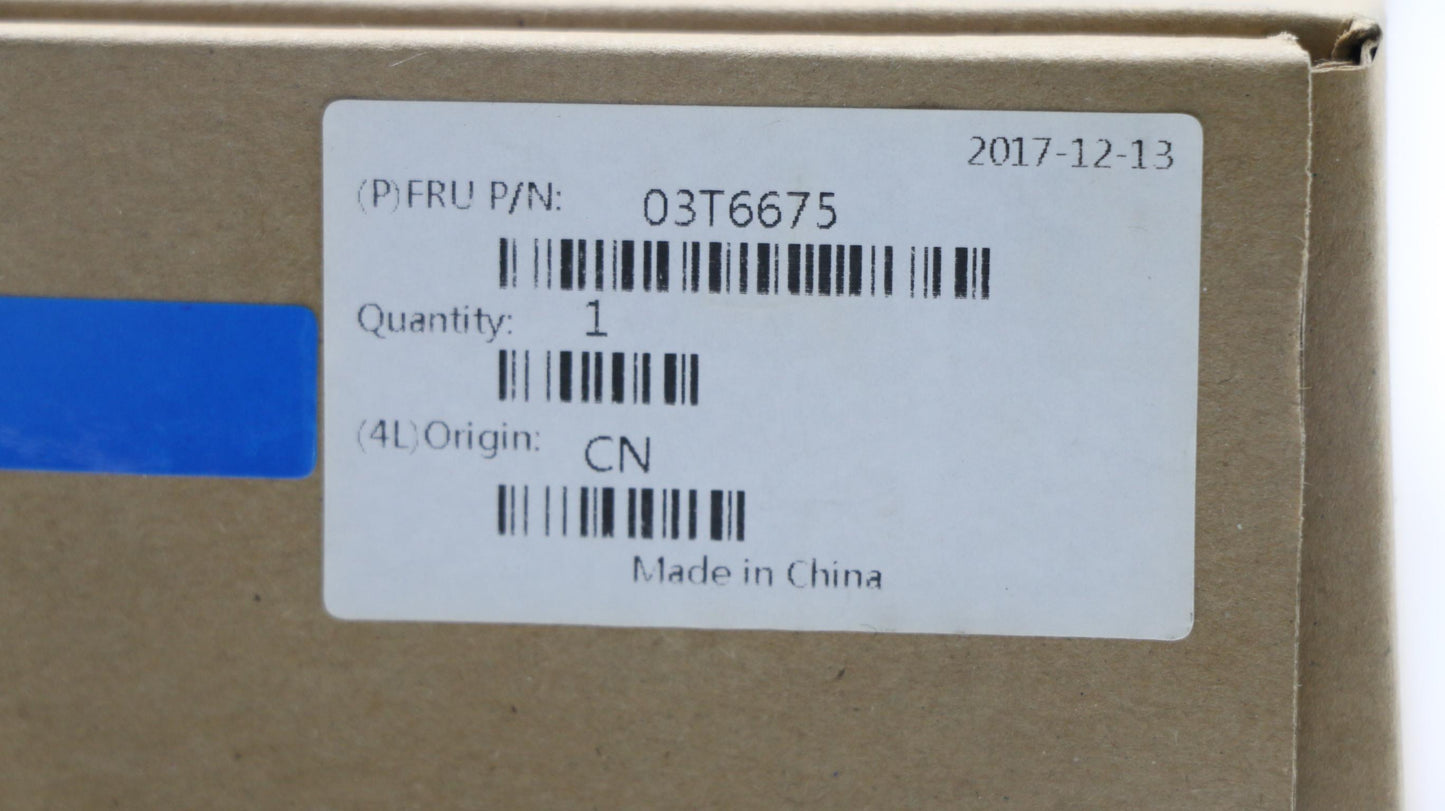 2017-12-13
(P)FRU P/N: 03T6675
Quantity: 1
(4L)Origin: CN
Made in China